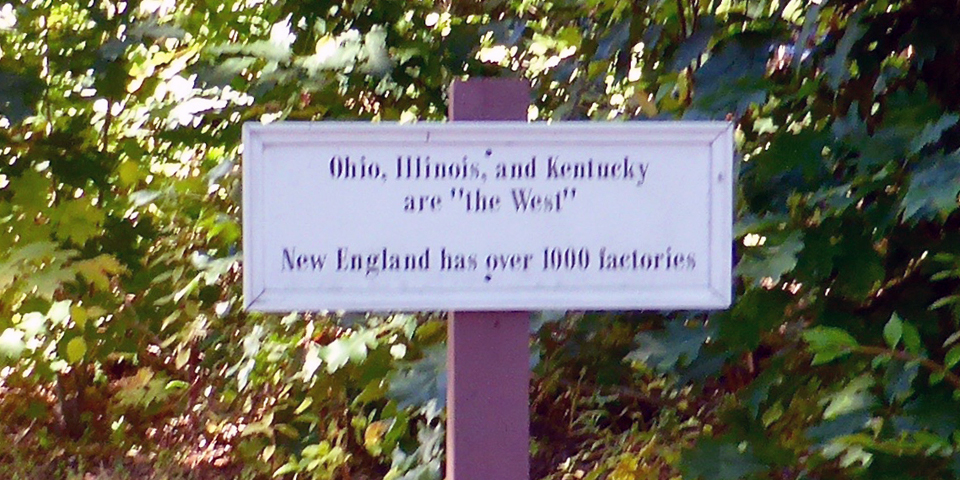 Ohio, Illinois, and Kentucky
are "the West"
New England has over 1000 factories